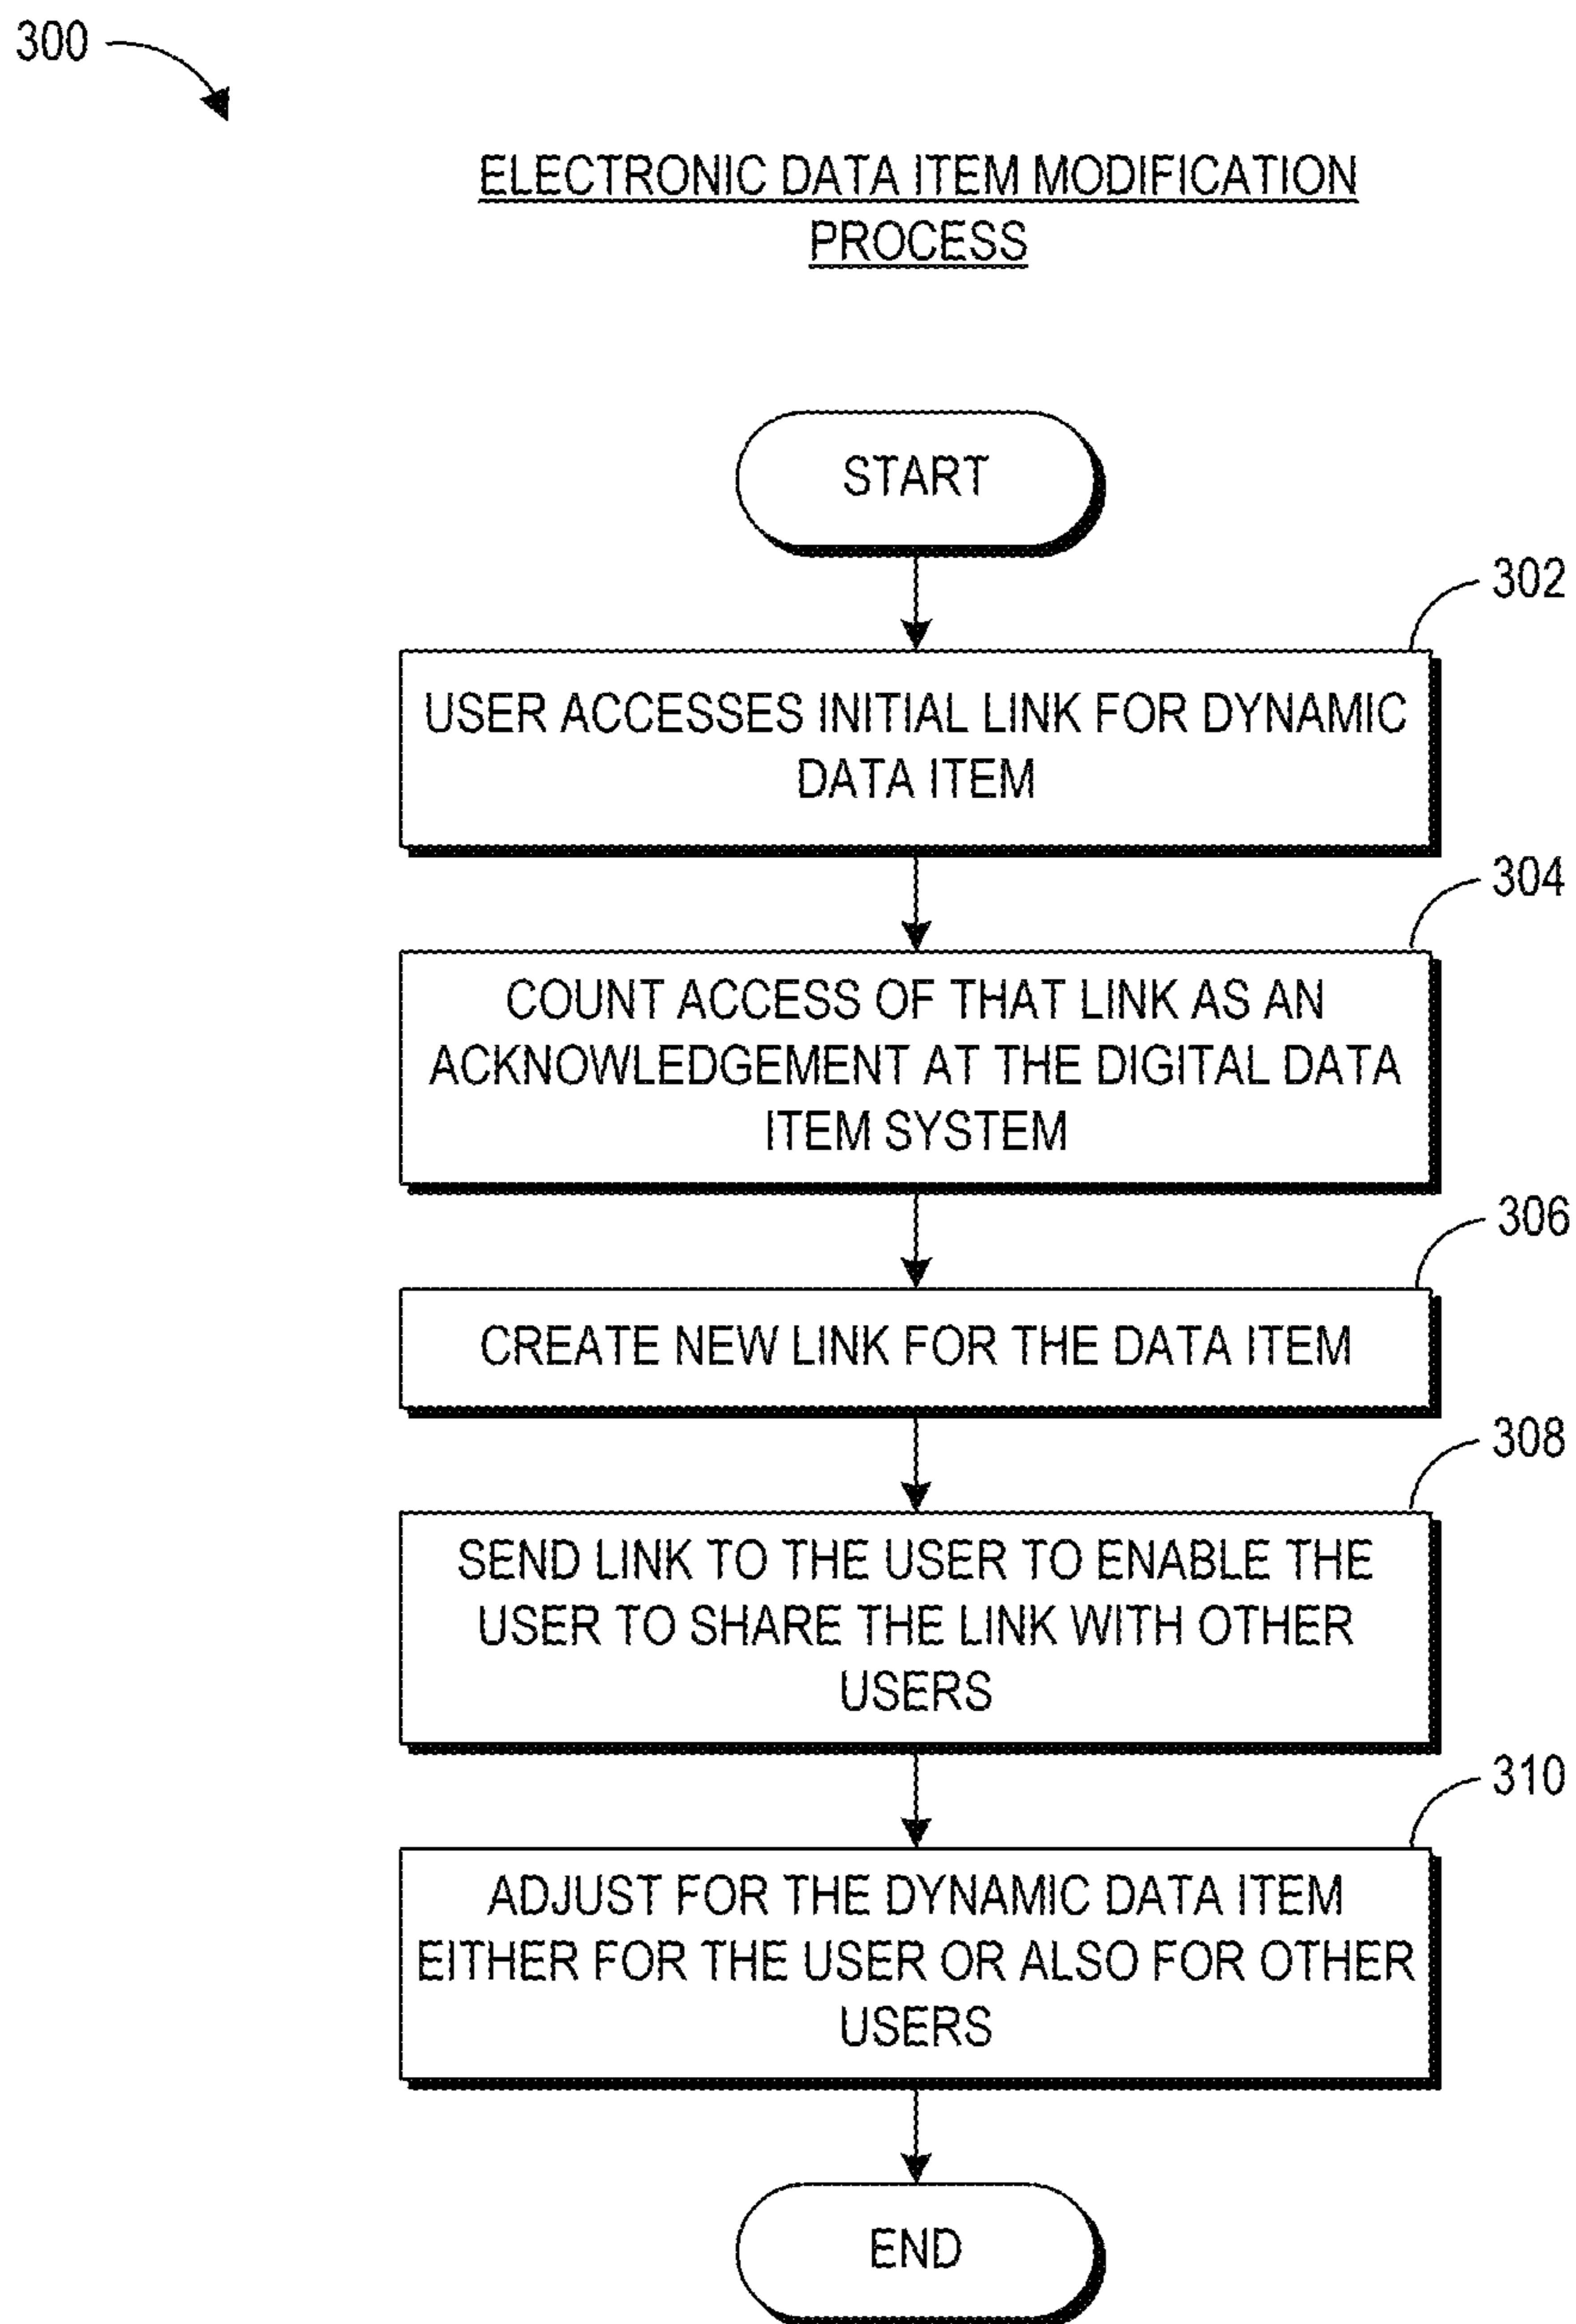 300
ELECTRONIC DATA ITEM MODIFICATION
PROCESS
START
302
USER ACCESSES INITIAL LINK FOR DYNAMIC
DATA ITEM
304
COUNT ACCESS OF THAT LINK AS AN
ACKNOWLEDGEMENT AT THE DIGITAL DATA
ITEM SYSTEM
306
CREATE NEW LINK FOR THE DATA ITEM
308
SEND LINK TO THE USER TO ENABLE THE
USER TO SHARE THE LINK WITH OTHER
USERS
310
ADJUST FOR THE DYNAMIC DATA ITEM
EITHER FOR THE USER OR ALSO FOR OTHER
USERS
END